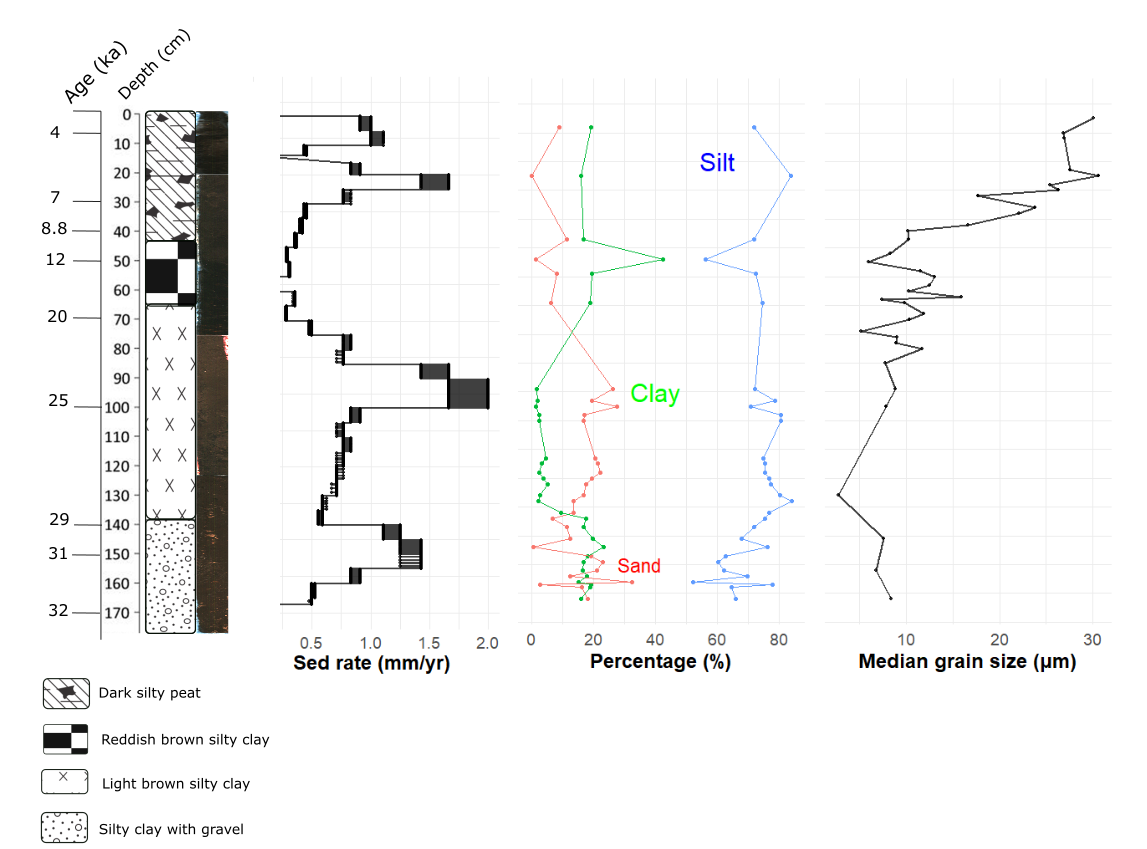 Age (ka)
Depth (cm)
0
4
10
20
7
30
8.8
40
12
50
60
20
70
80
90
25
100
110
120
130
29
140
31
150
160
32
170
Silt
Clay
Sand
0.5 1.0 1.5 2.0
Sed rate (mm/yr)
0 20 40 60 80
Percentage (%)
10 20 30
Median grain size (μm)
Dark silty peat
Reddish brown silty clay
Light brown silty clay
Silty clay with gravel